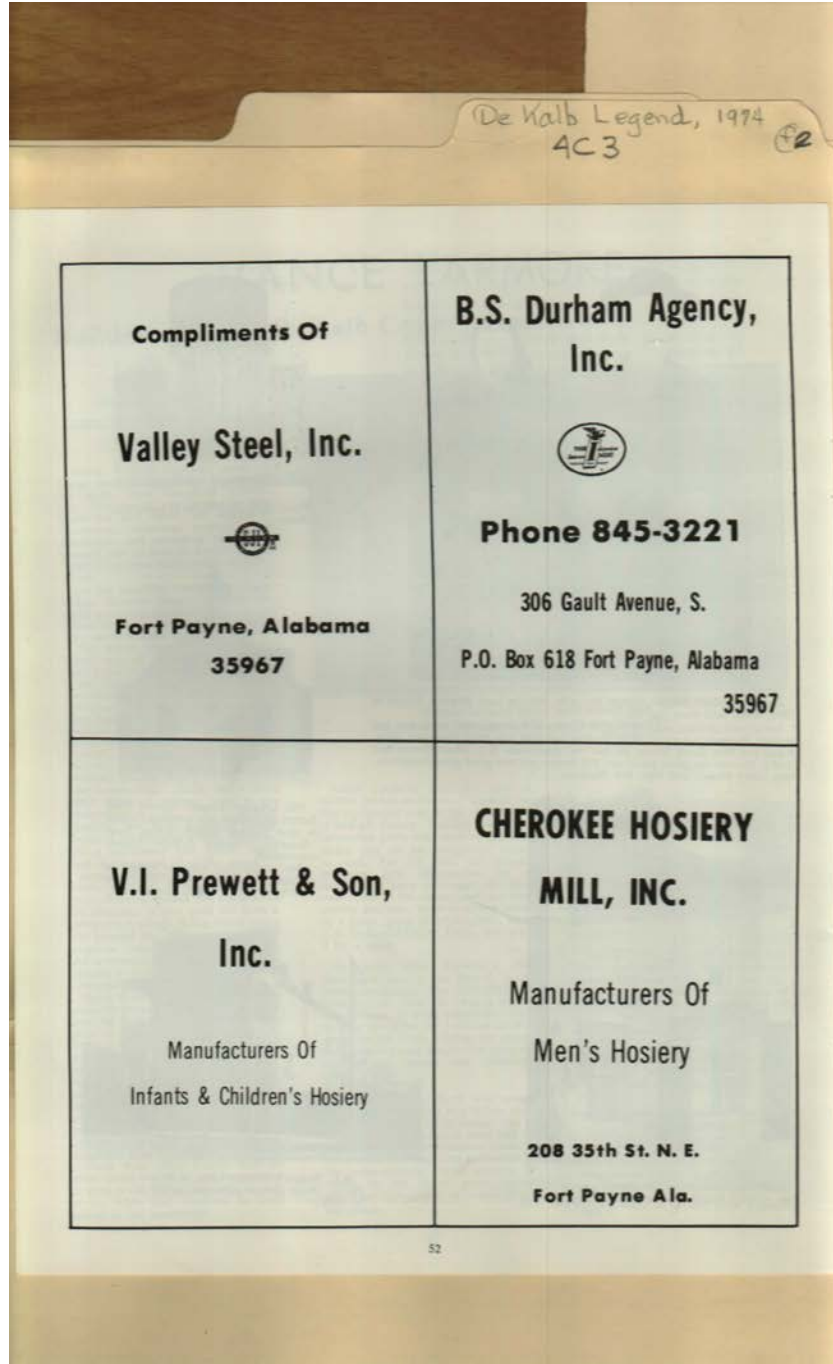 De Kalb Legend, 1974
4C3
f2
Compliments Of
Valley Steel, Inc.
Fort Payne, Alabama
35967
B.S. Durham Agency,
Inc.
Phone 845-3221
306 Gault Avenue, S.
P.O. Box 618 Fort Payne, Alabama
35967
V.I. Prewett & Son,
Inc.
Manufacturers Of
Infants & Children's Hosiery
CHEROKEE HOSIERY
MILL, INC.
Manufacturers Of
Men's Hosiery
208 35th St. N. E.
Fort Payne Ala.
52